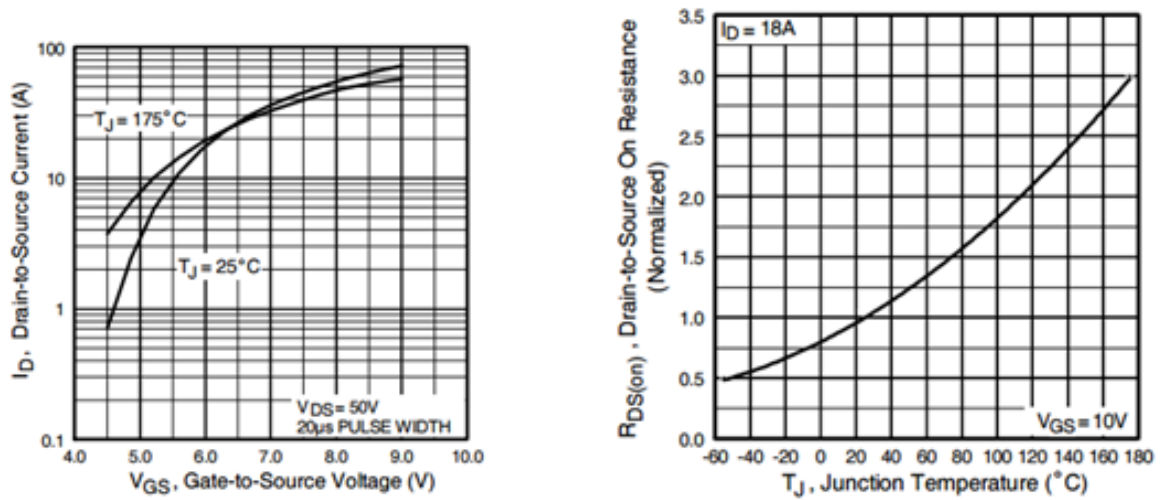 100
10
1
0.1
I_D, Drain-to-Source Current (A)
T_J = 175°C
T_J = 25°C
V_DS = 50V
20µs PULSE WIDTH
4.0 5.0 6.0 7.0 8.0 9.0 10.0
V_GS, Gate-to-Source Voltage (V)
3.5
3.0
2.5
2.0
1.5
1.0
0.5
0.0
R_DS(on), Drain-to-Source On Resistance
(Normalized)
I_D = 18A
V_GS = 10V
-60 -40 -20 0 20 40 60 80 100 120 140 160 180
T_J, Junction Temperature (°C)